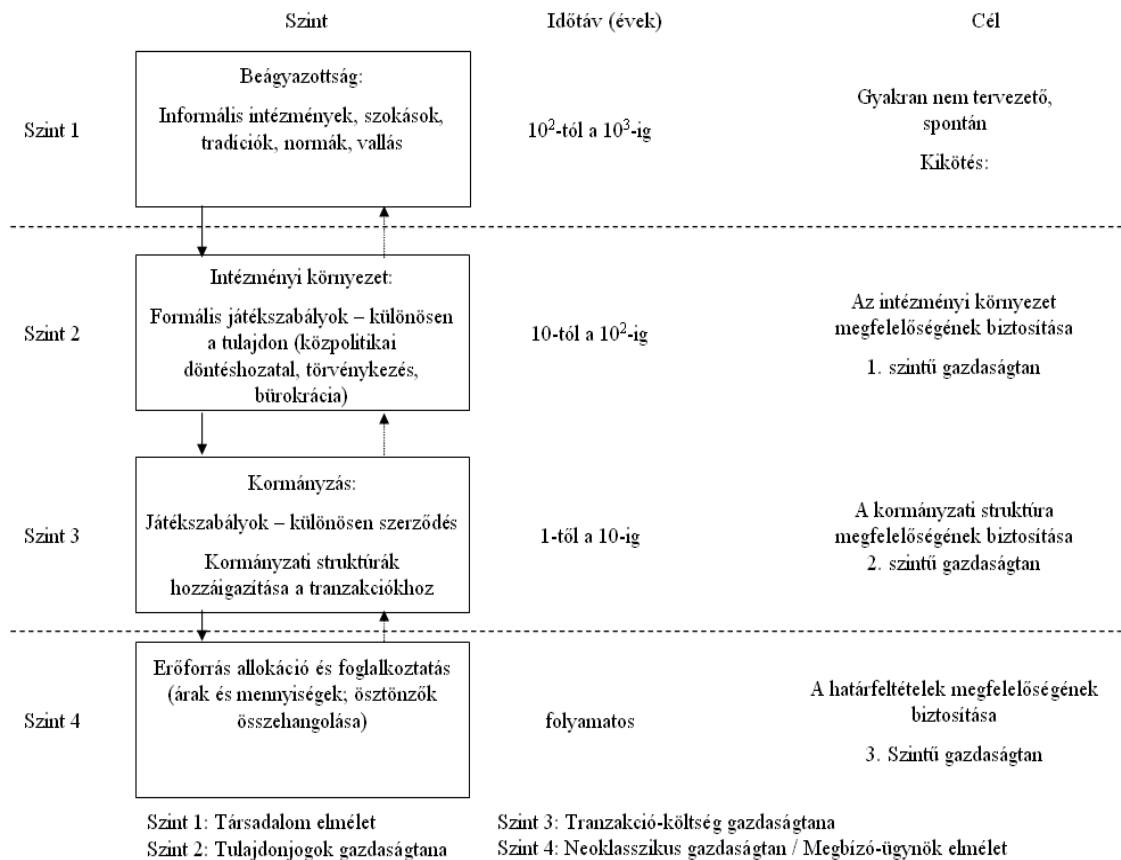 Szint
Időtáv (évek)
Cél
Szint 1
Beágyazottság:
Informális intézmények, szokások,
tradíciók, normák, vallás
10²-tól a 10³-ig
Gyakran nem tervezető,
spontán
Kikötés:
Szint 2
Intézményi környezet:
Formális játékszabályok – különösen
a tulajdon (közpolitikai
döntéshozatal, törvénykezés,
bürokrácia)
10-tól a 10²-ig
Az intézményi környezet
megfelelőségének biztosítása
1. szintű gazdaságtan
Szint 3
Kormányzás:
Játékszabályok – különösen szerződés
Kormányzati struktúrák
hozzáigazítása a tranzakciókhoz
1-től a 10-ig
A kormányzati struktúra
megfelelőségének biztosítása
2. szintű gazdaságtan
Szint 4
Erőforrás allokáció és foglalkoztatás
(árak és mennyiségek; ösztönzők
összehangolása)
folyamatos
A határfeltételek megfelelőségének
biztosítása
3. Szintű gazdaságtan
Szint 1: Társadalom elmélet
Szint 2: Tulajdonjogok gazdaságtana
Szint 3: Tranzakció-költség gazdaságtana
Szint 4: Neoklasszikus gazdaságtan / Megbízó-ügynök elmélet